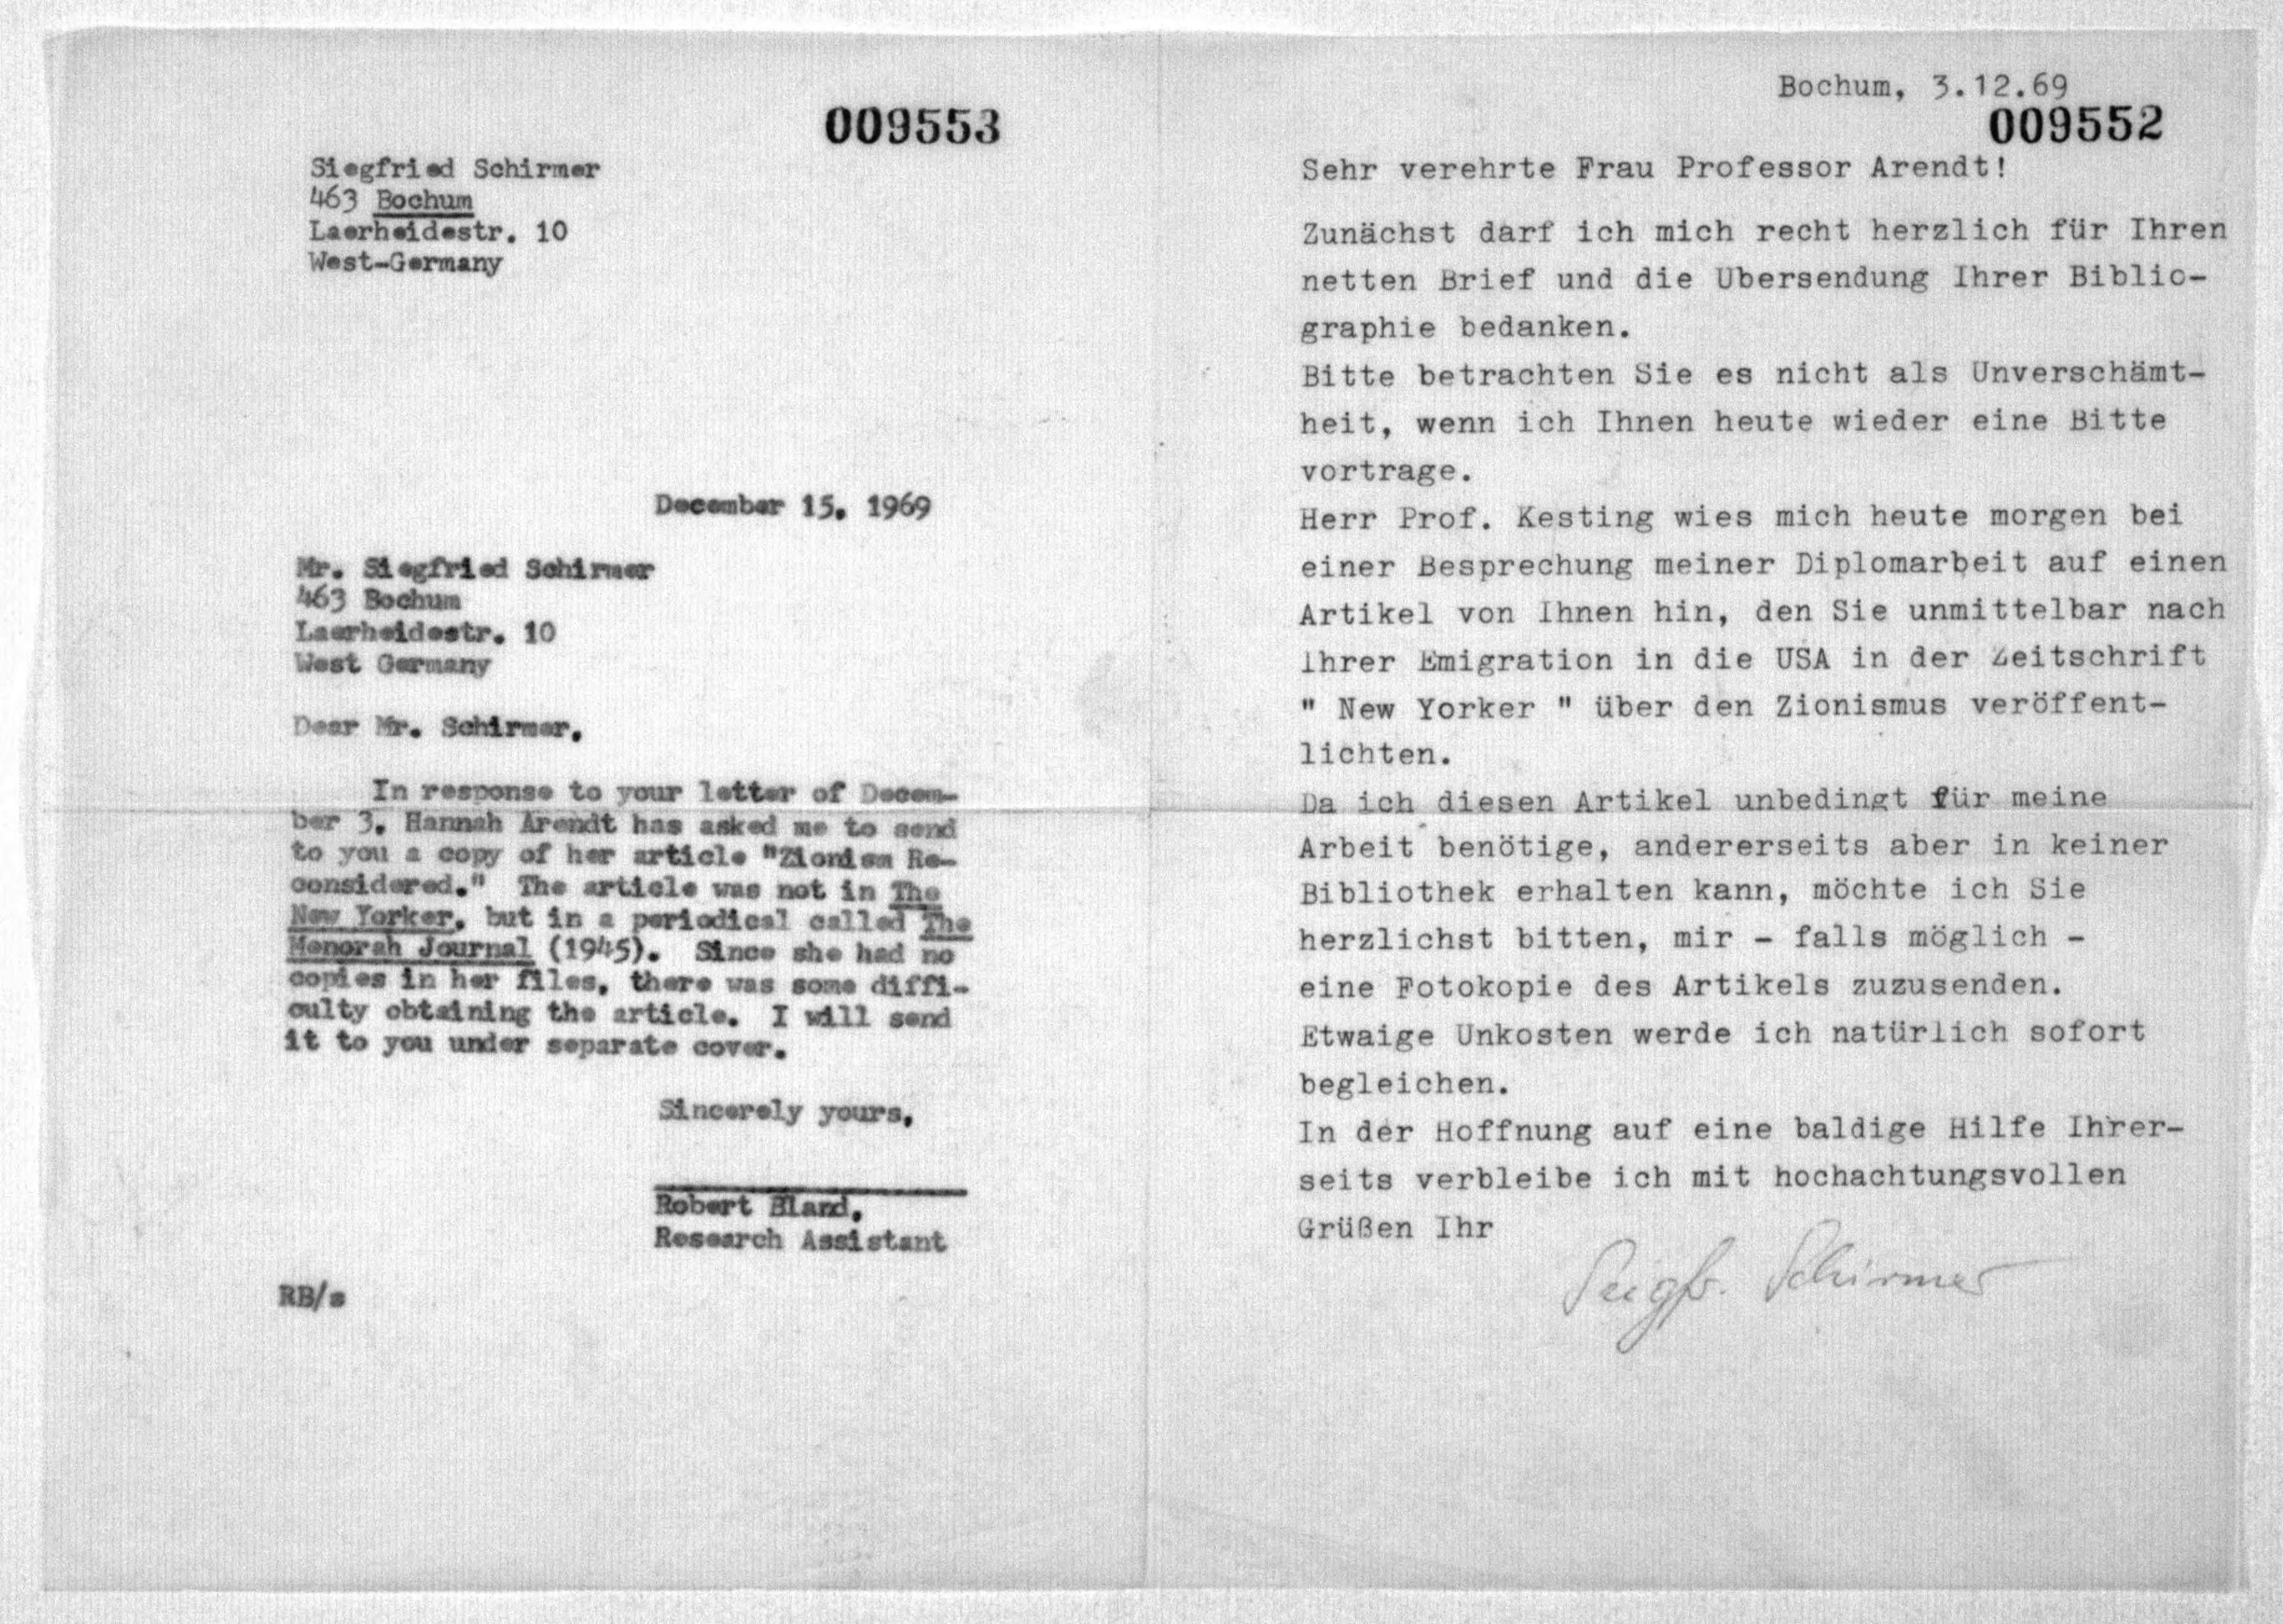 009553
Siegfried Schirmer
463 Bochum
Laerheidestr. 10
West-Germany
December 15, 1969
Mr. Siegfried Schirmer
463 Bochum
Laerheidestr. 10
West Germany
Dear Mr. Schirmer,
In response to your letter of Decem-
ber 3, Hannah Arendt has asked me to send
to you a copy of her article "Zionism Re-
considered." The article was not in The
New Yorker, but in a periodical called The
Menorah Journal (1945). Since she had no
copies in her files, there was some diffi-
culty obtaining the article. I will send
it to you under separate cover.
Sincerely yours,
Robert Bland,
Research Assistant
RB/s
Bochum, 3.12.69
009552
Sehr verehrte Frau Professor Arendt!
Zunächst darf ich mich recht herzlich für Ihren
netten Brief und die Ubersendung Ihrer Biblio-
graphie bedanken.
Bitte betrachten Sie es nicht als Unverschämt-
heit, wenn ich Ihnen heute wieder eine Bitte
vortrage.
Herr Prof. Kesting wies mich heute morgen bei
einer Besprechung meiner Diplomarbeit auf einen
Artikel von Ihnen hin, den Sie unmittelbar nach
Ihrer Emigration in die USA in der Zeitschrift
" New Yorker " über den Zionismus veröffent-
lichten.
Da ich diesen Artikel unbedingt für meine
Arbeit benötige, andererseits aber in keiner
Bibliothek erhalten kann, möchte ich Sie
herzlichst bitten, mir - falls möglich -
eine Fotokopie des Artikels zuzusenden.
Etwaige Unkosten werde ich natürlich sofort
begleichen.
In der Hoffnung auf eine baldige Hilfe Ihrer-
seits verbleibe ich mit hochachtungsvollen
Grüßen Ihr
Siegfr. Schirmer